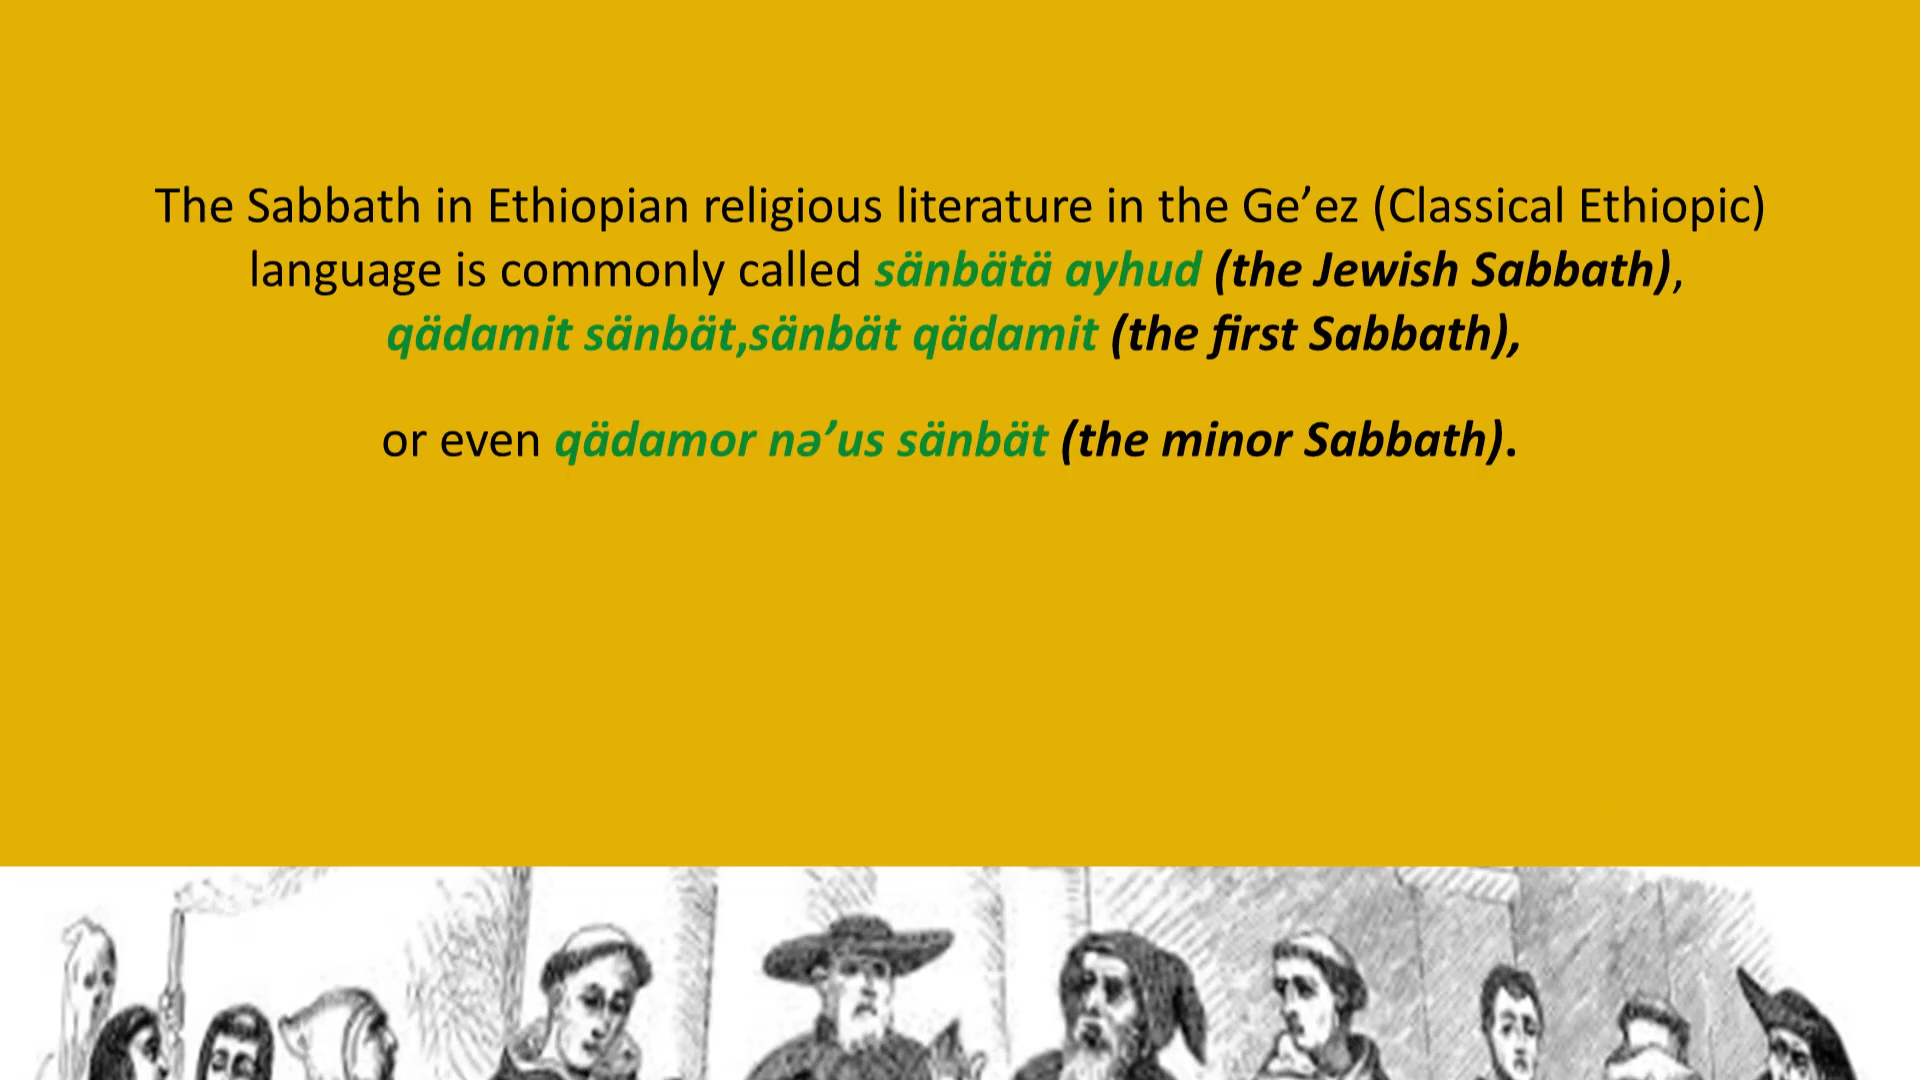 The Sabbath in Ethiopian religious literature in the Ge’ez (Classical Ethiopic)
language is commonly called sänbätä ayhud (the Jewish Sabbath),
qädamit sänbät,sänbät qädamit (the first Sabbath),
or even qädamor nǝ’us sänbät (the minor Sabbath).